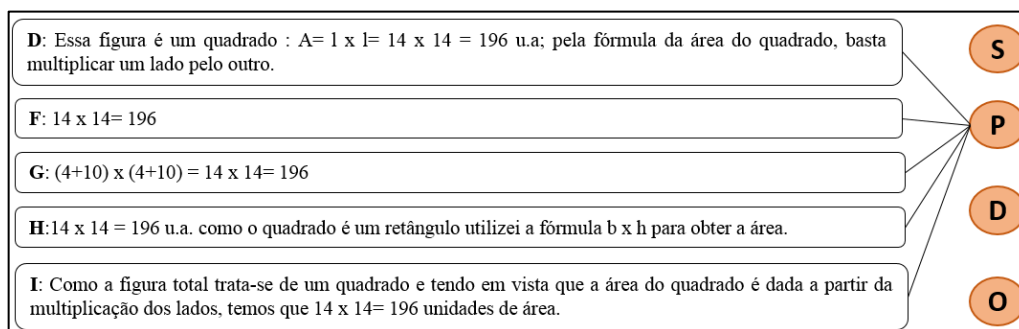 D: Essa figura é um quadrado : A= l x l= 14 x 14 = 196 u.a; pela fórmula da área do quadrado, basta
multiplicar um lado pelo outro.
F: 14 x 14= 196
G: (4+10) x (4+10) = 14 x 14= 196
H:14 x 14 = 196 u.a. como o quadrado é um retângulo utilizei a fórmula b x h para obter a área.
I: Como a figura total trata-se de um quadrado e tendo em vista que a área do quadrado é dada a partir da
multiplicação dos lados, temos que 14 x 14= 196 unidades de área.
S
P
D
O